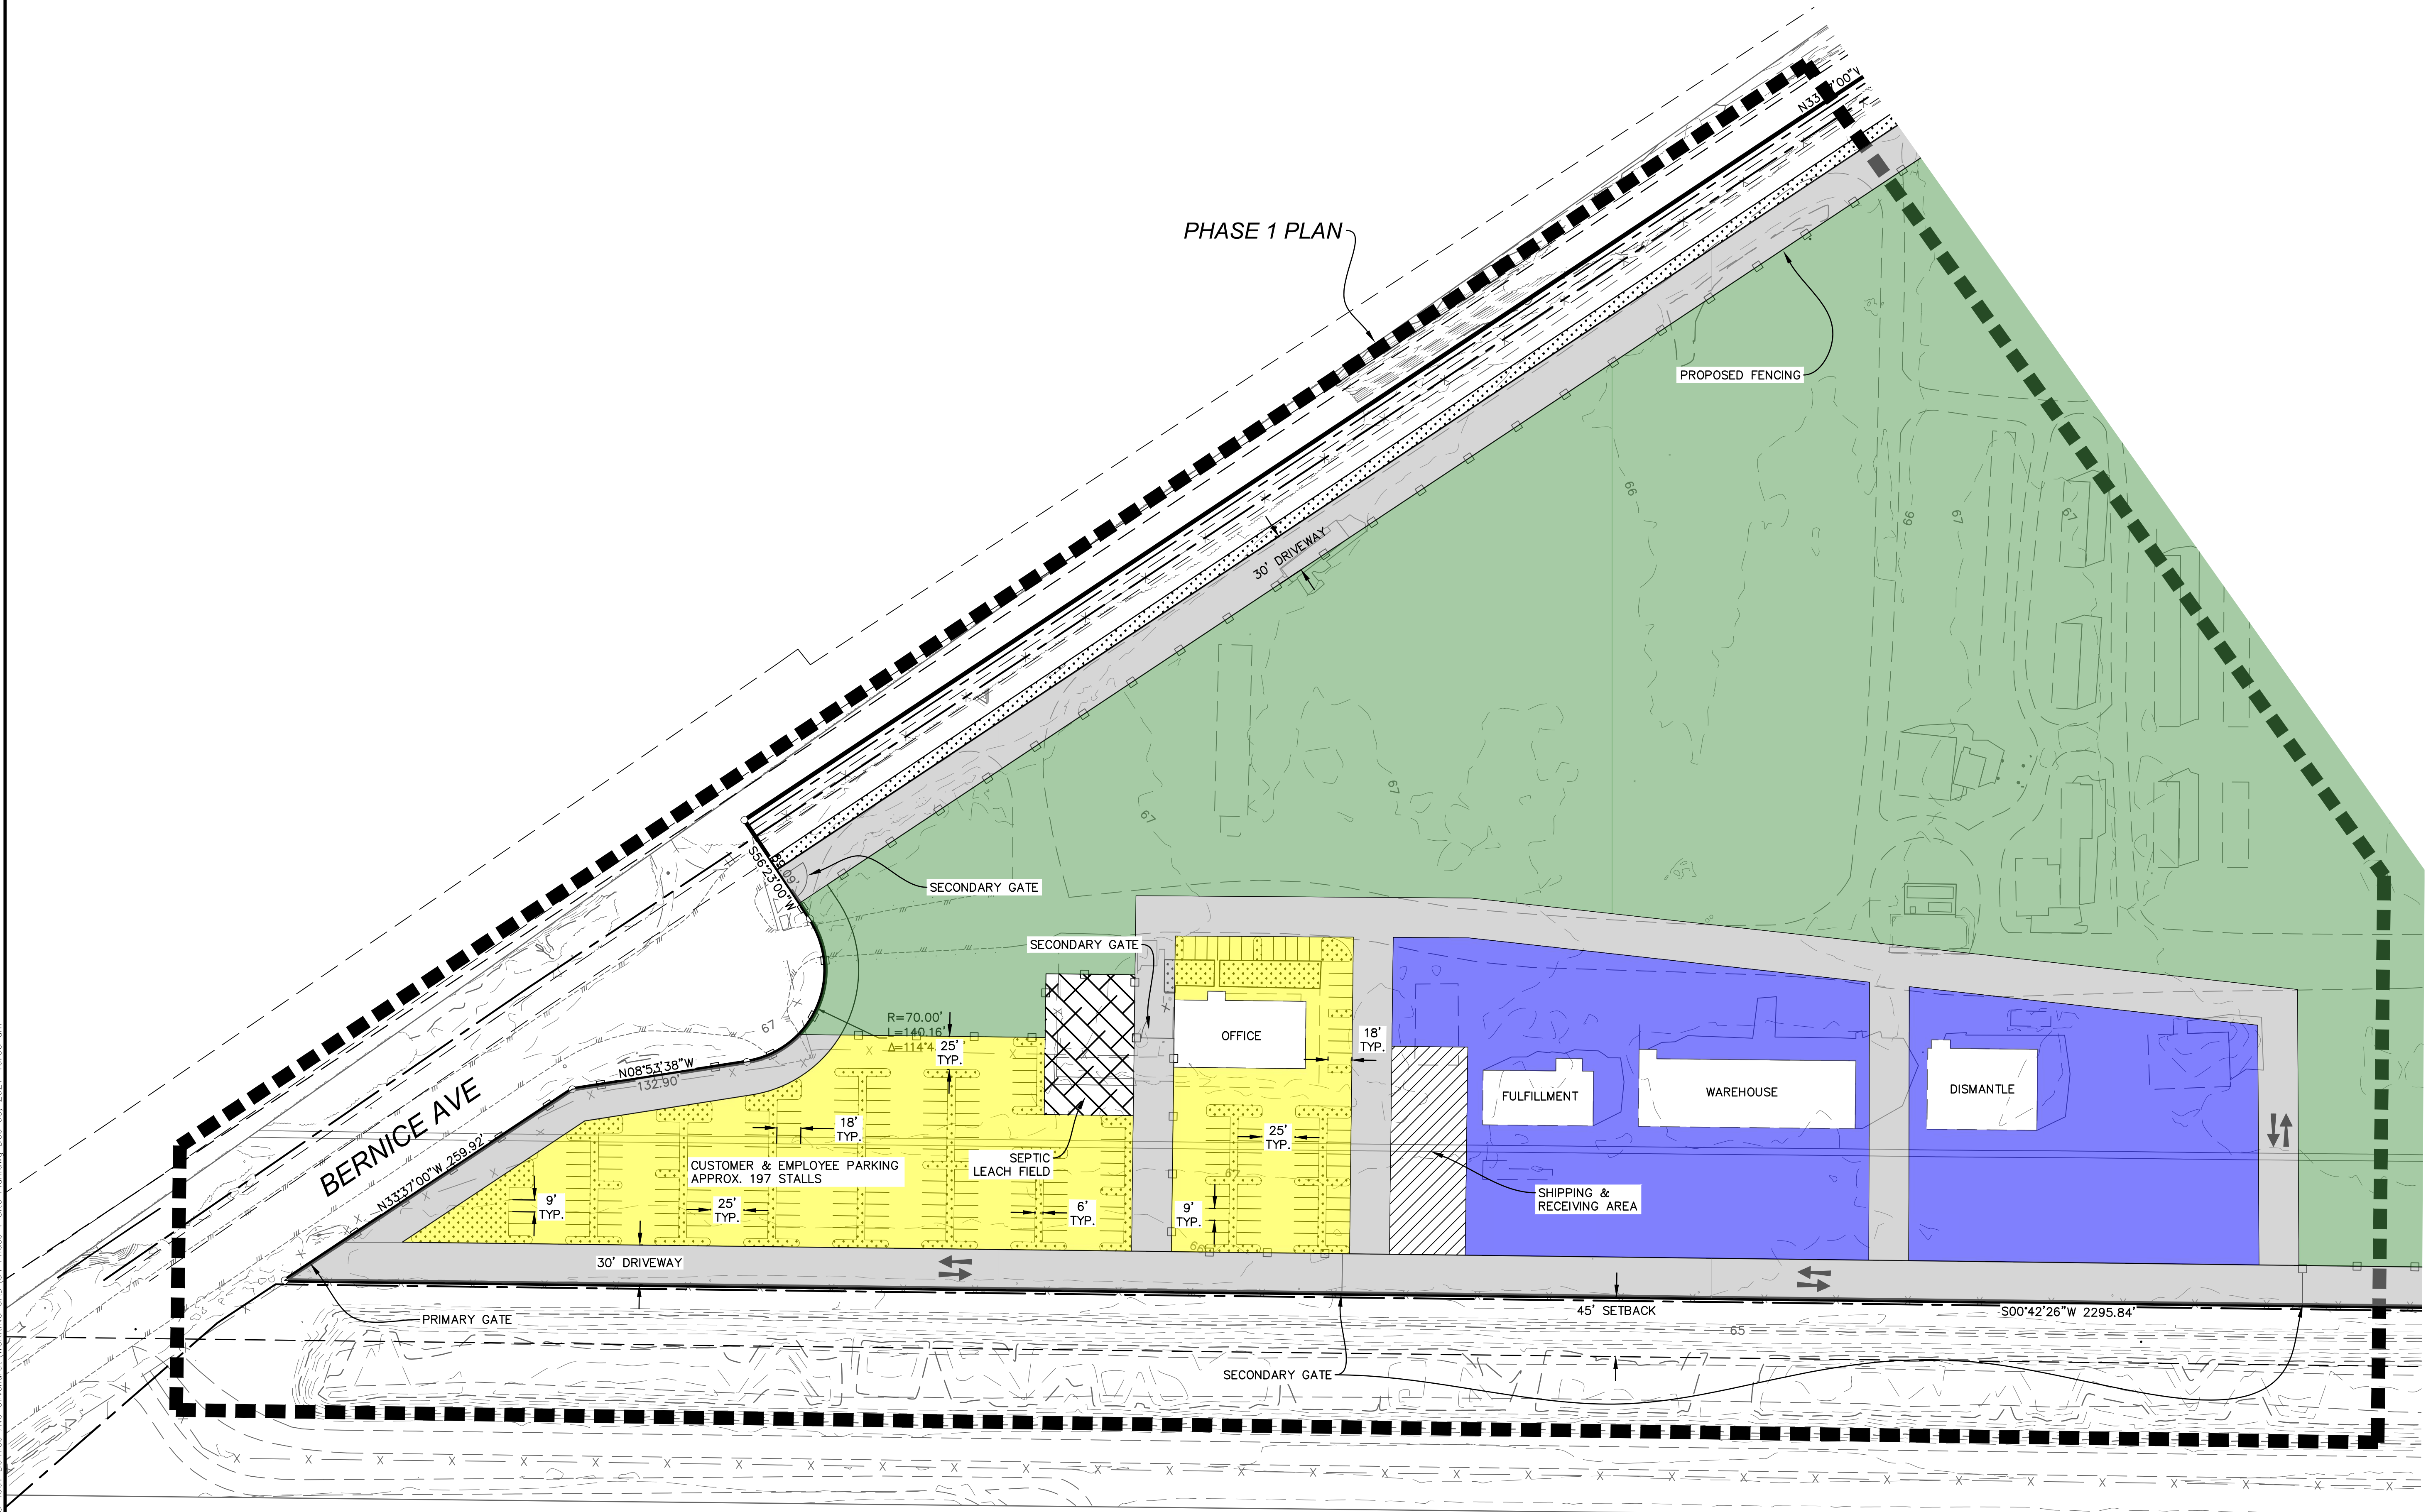 PHASE 1 PLAN
PROPOSED FENCING
30' DRIVEWAY
66
66
67
67
67
67
S56°23'00"W
89.09'
SECONDARY GATE
SECONDARY GATE
R=70.00'
L=140.16'
25'
TYP.
OFFICE
18'
TYP.
67
N08°53'38"W
132.90'
FULFILLMENT
WAREHOUSE
DISMANTLE
BERNICE AVE
N33°37'00"W 259.92'
18'
TYP.
25'
TYP.
CUSTOMER & EMPLOYEE PARKING
APPROX. 197 STALLS
SEPTIC
LEACH FIELD
9'
TYP.
25'
TYP.
6'
TYP.
9'
TYP.
67
66
SHIPPING &
RECEIVING AREA
30' DRIVEWAY
PRIMARY GATE
45' SETBACK
S00°42'26"W 2295.84'
65
SECONDARY GATE